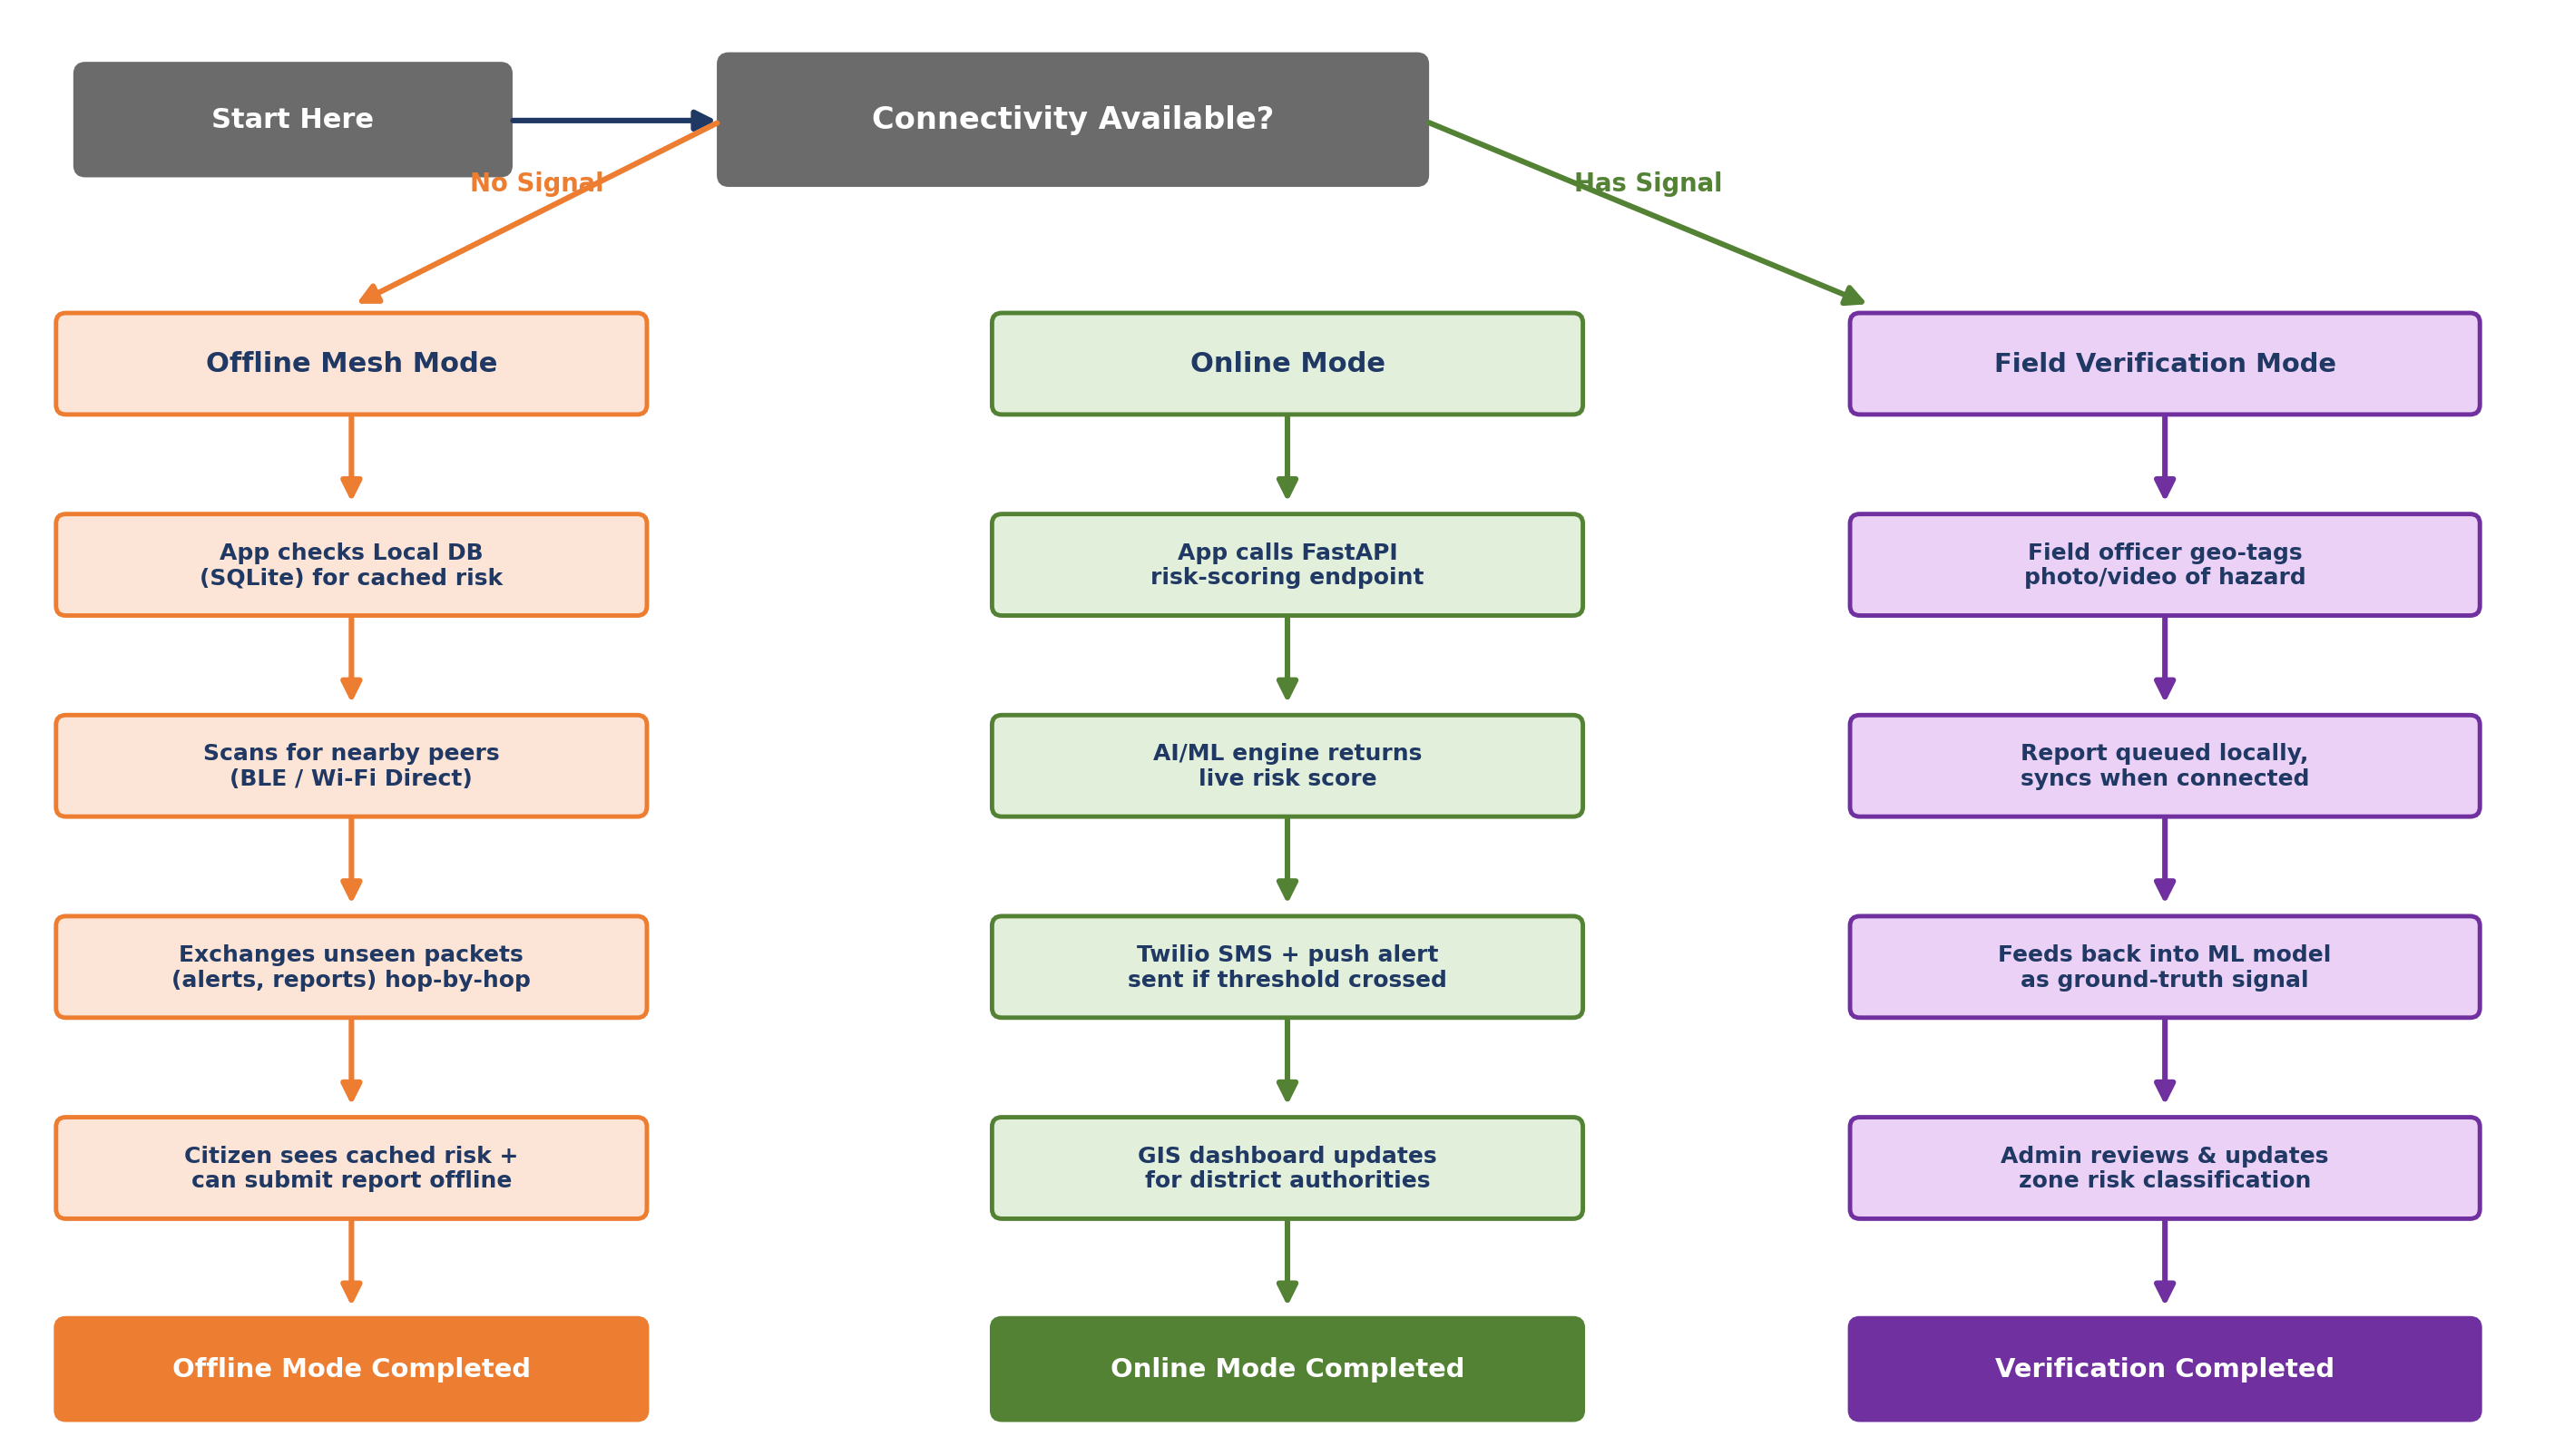 Start Here
Connectivity Available?
No Signal
Has Signal
Offline Mesh Mode
App checks Local DB
(SQLite) for cached risk
Scans for nearby peers
(BLE / Wi-Fi Direct)
Exchanges unseen packets
(alerts, reports) hop-by-hop
Citizen sees cached risk +
can submit report offline
Offline Mode Completed
Online Mode
App calls FastAPI
risk-scoring endpoint
AI/ML engine returns
live risk score
Twilio SMS + push alert
sent if threshold crossed
GIS dashboard updates
for district authorities
Online Mode Completed
Field Verification Mode
Field officer geo-tags
photo/video of hazard
Report queued locally,
syncs when connected
Feeds back into ML model
as ground-truth signal
Admin reviews & updates
zone risk classification
Verification Completed